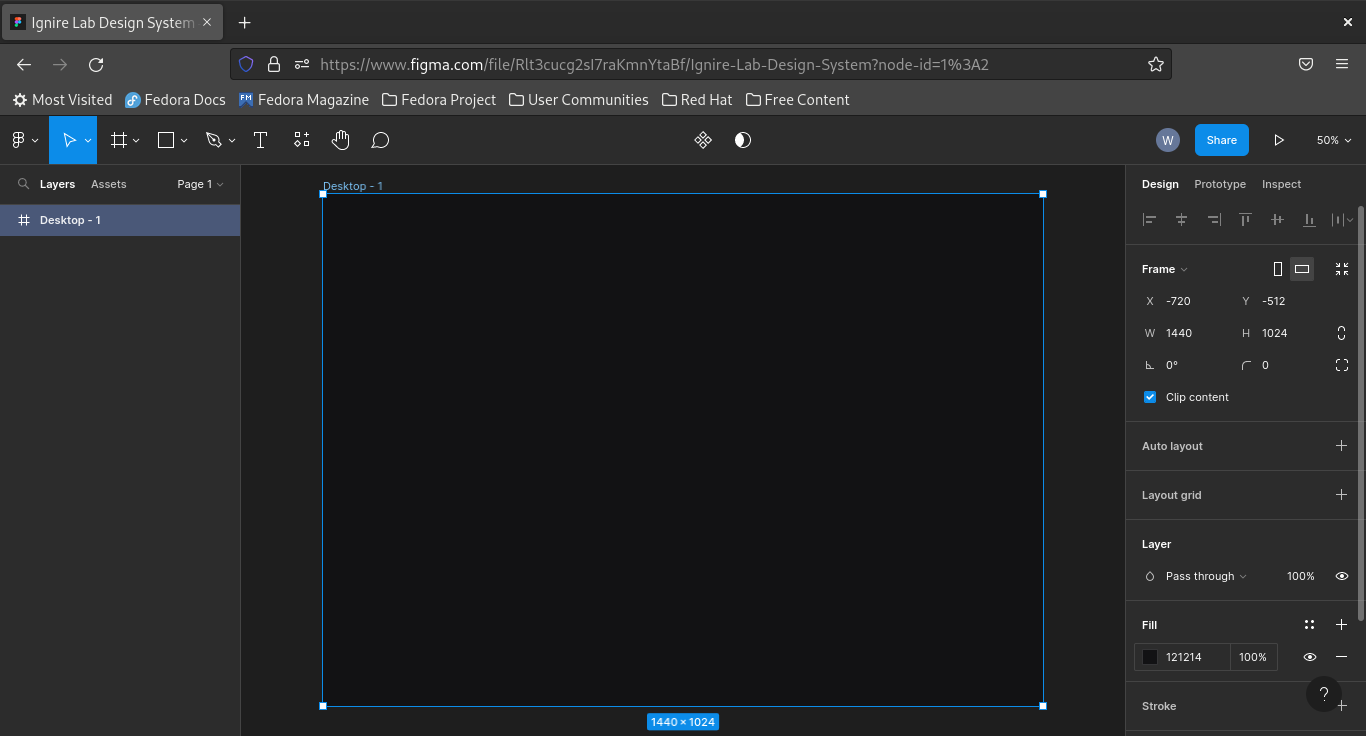 Ignire Lab Design System
https://www.figma.com/file/Rlt3cucg2sI7raKmnYtaBf/Ignire-Lab-Design-System?node-id=1%3A2
Most Visited Fedora Docs FM Fedora Magazine Fedora Project User Communities Red Hat Free Content
T W Share 50%
Layers Assets Page 1
Design Prototype Inspect
Desktop - 1
Desktop - 1
Frame
X -720 Y -512
W 1440 H 1024
0° 0
Clip content
Auto layout
Layout grid
Layer
Pass through 100%
Fill
121214 100%
Stroke
?
1440 × 1024